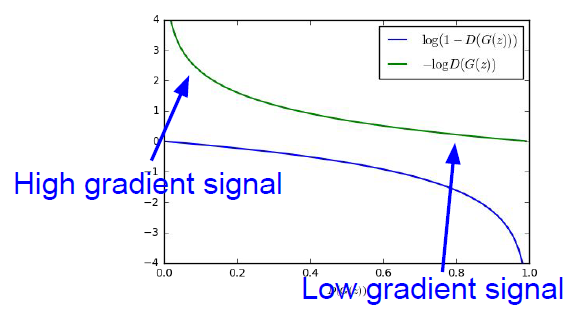 4
log(1 − D(G(z)))
−logD(G(z))
3
2
1
0
High gradient signal
−1
−2
−3
−4
0.0 0.2 0.4 0.6 0.8 1.0
Low gradient signal